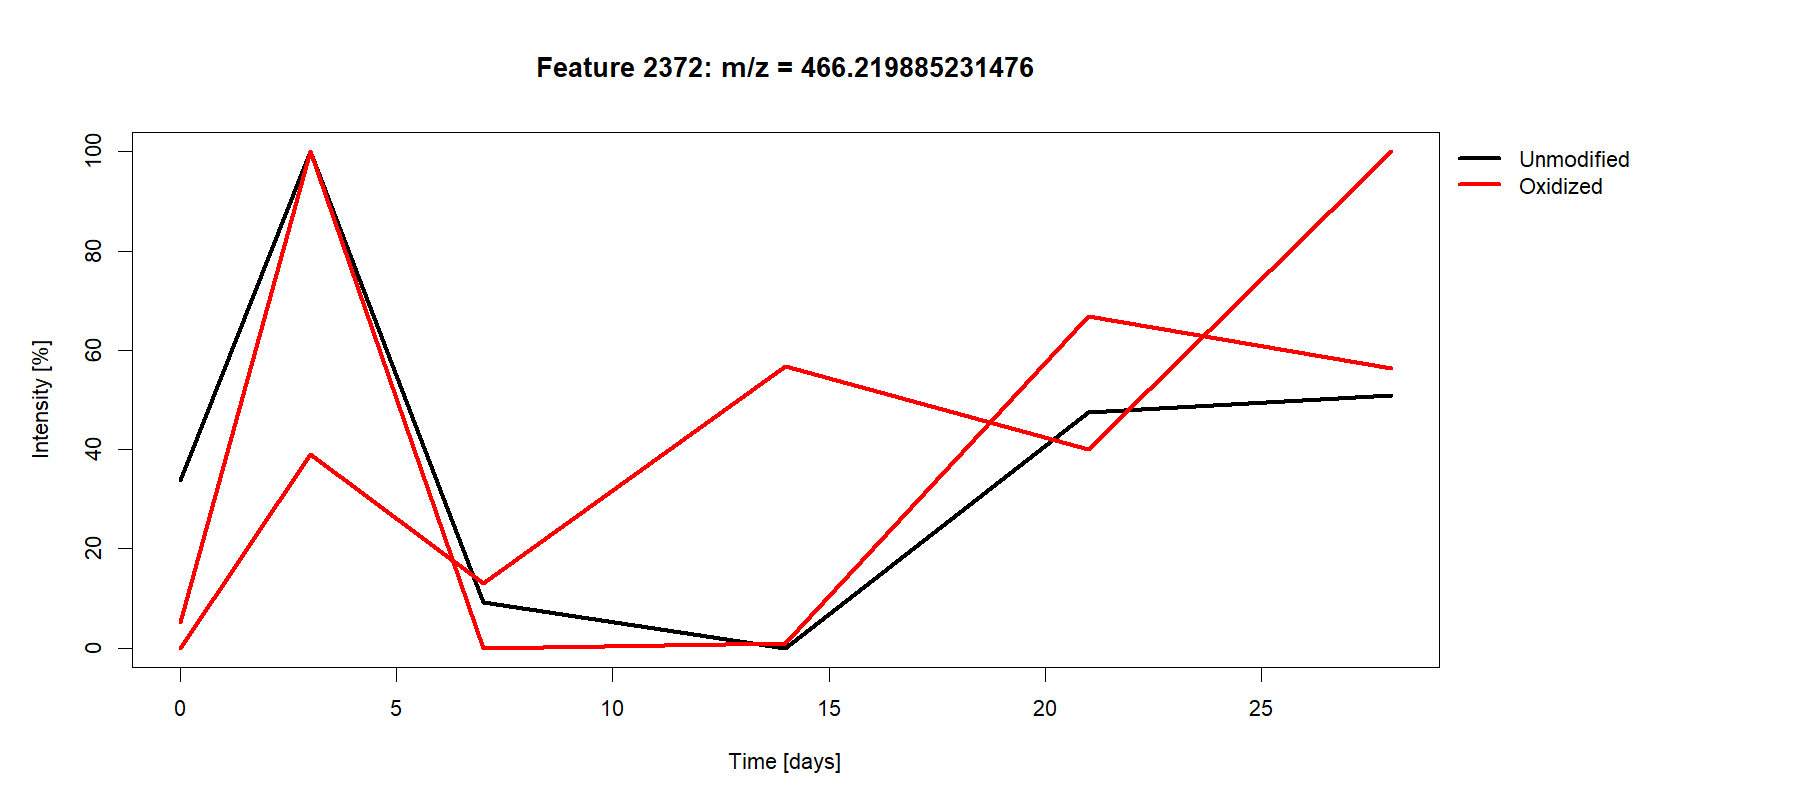 Feature 2372: m/z = 466.219885231476
Unmodified
Oxidized
Intensity [%]
100
80
60
40
20
0
0 5 10 15 20 25
Time [days]